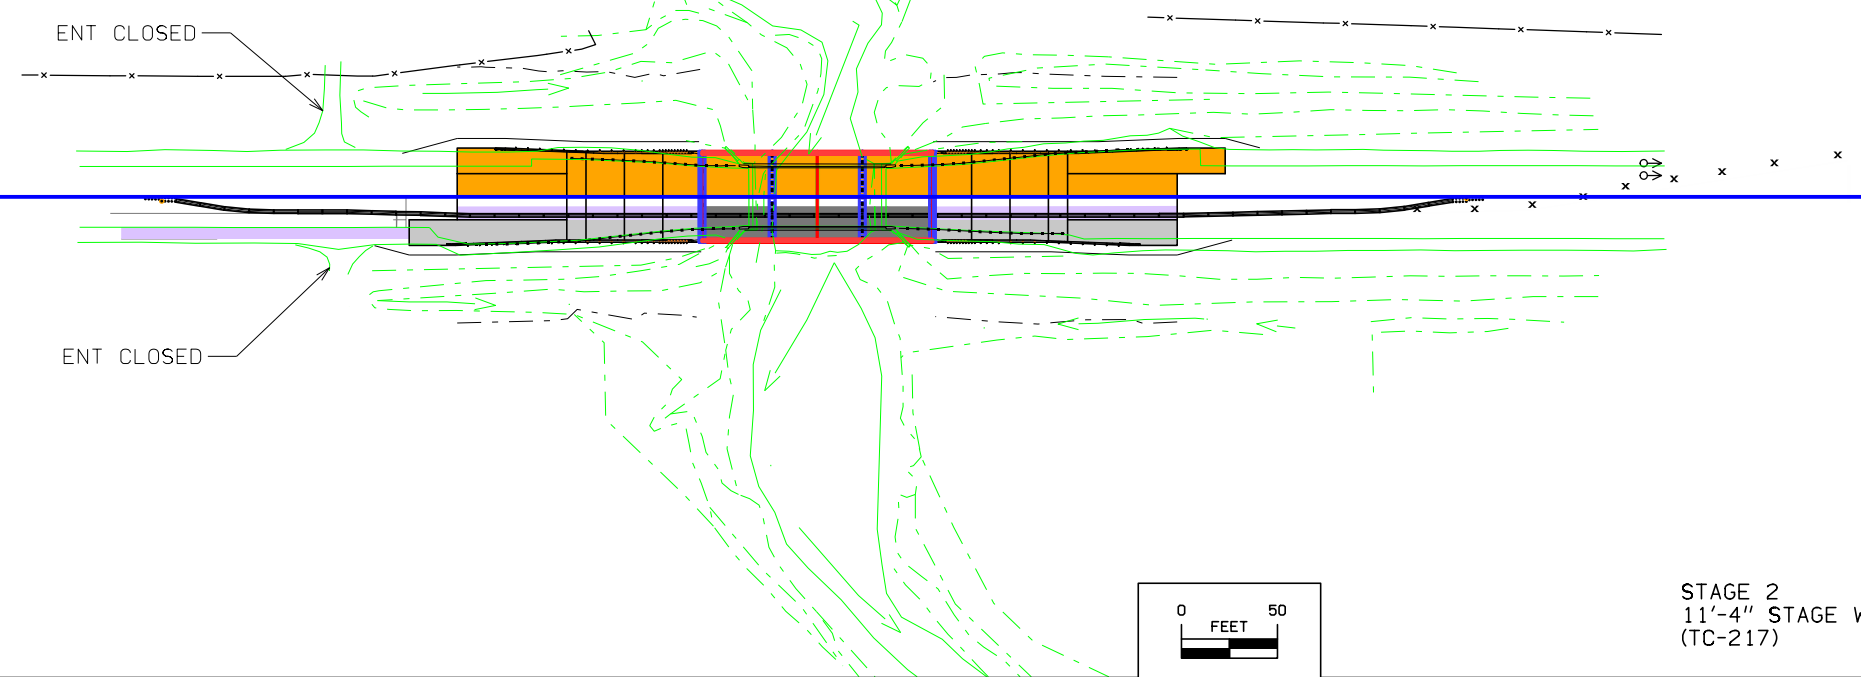 ENT CLOSED
ENT CLOSED
0 50
FEET
STAGE 2
11'-4" STAGE
(TC-217)